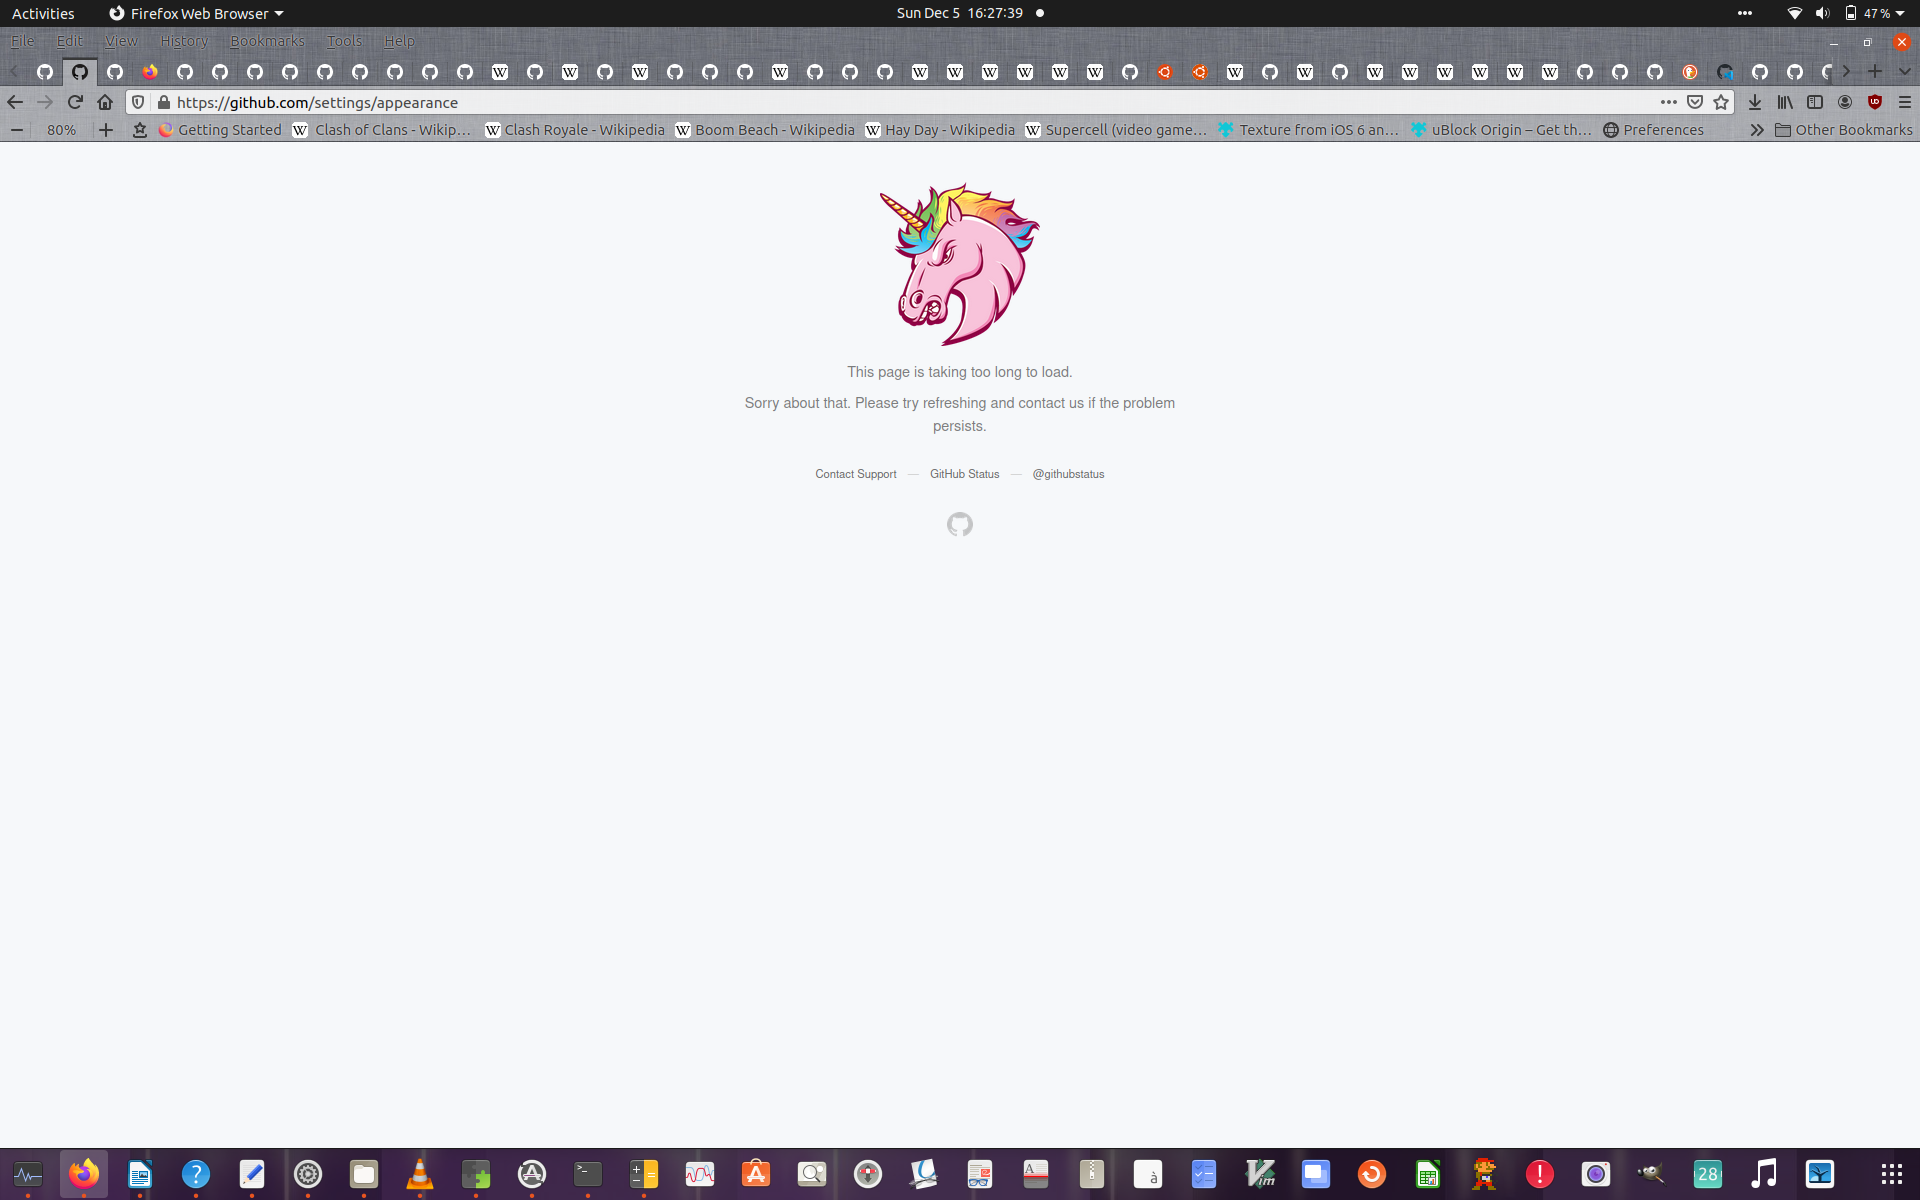 Activities Firefox Web Browser Sun Dec 5 16:27:39 47 %
File Edit View History Bookmarks Tools Help
https://github.com/settings/appearance
80% Getting Started Clash of Clans - Wikip… Clash Royale - Wikipedia Boom Beach - Wikipedia Hay Day - Wikipedia Supercell (video game… Texture from iOS 6 an… uBlock Origin – Get th… Preferences Other Bookmarks
This page is taking too long to load.
Sorry about that. Please try refreshing and contact us if the problem
persists.
Contact Support — GitHub Status — @githubstatus
28